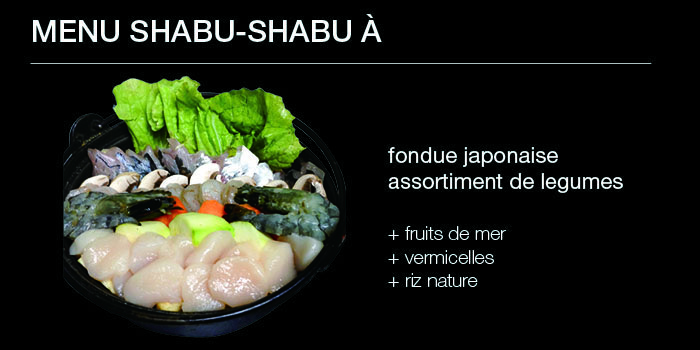 MENU SHABU-SHABU À
fondue japonaise
assortiment de legumes
+ fruits de mer
+ vermicelles
+ riz nature